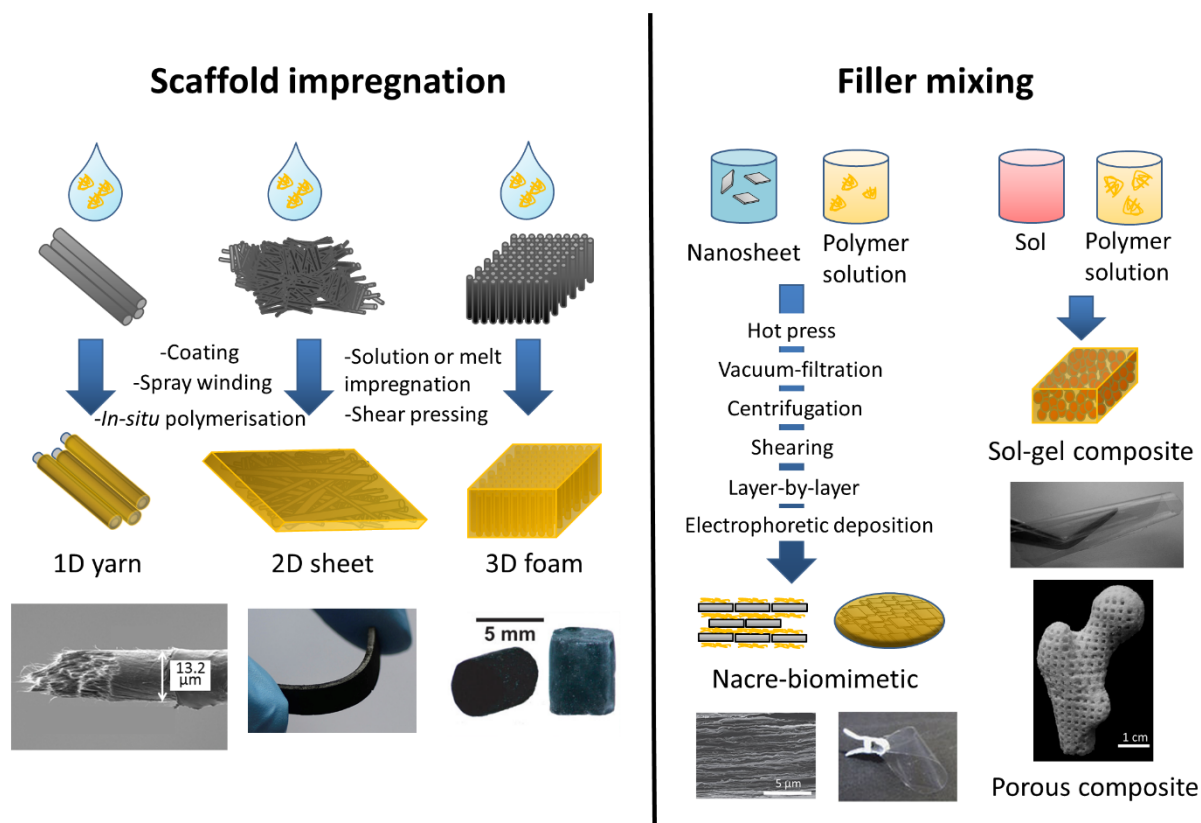 Scaffold impregnation
-Coating
-Spray winding
-In-situ polymerisation
-Solution or melt
impregnation
-Shear pressing
1D yarn
2D sheet
3D foam
13.2
µm
5 mm
Filler mixing
Nanosheet
Polymer
solution
Sol
Polymer
solution
Hot press
Vacuum-filtration
Centrifugation
Shearing
Layer-by-layer
Electrophoretic deposition
Nacre-biomimetic
5 µm
Sol-gel composite
1 cm
Porous composite